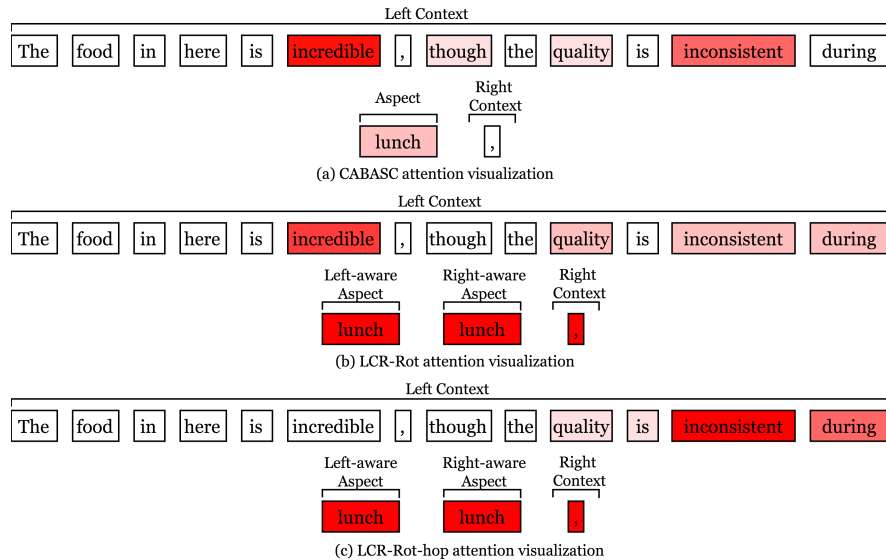 Left Context
The food in here is incredible , though the quality is inconsistent during
Aspect Right Context
lunch ,
(a) CABASC attention visualization
Left Context
The food in here is incredible , though the quality is inconsistent during
Left-aware Aspect Right-aware Aspect Right Context
lunch lunch ,
(b) LCR-Rot attention visualization
Left Context
The food in here is incredible , though the quality is inconsistent during
Left-aware Aspect Right-aware Aspect Right Context
lunch lunch ,
(c) LCR-Rot-hop attention visualization